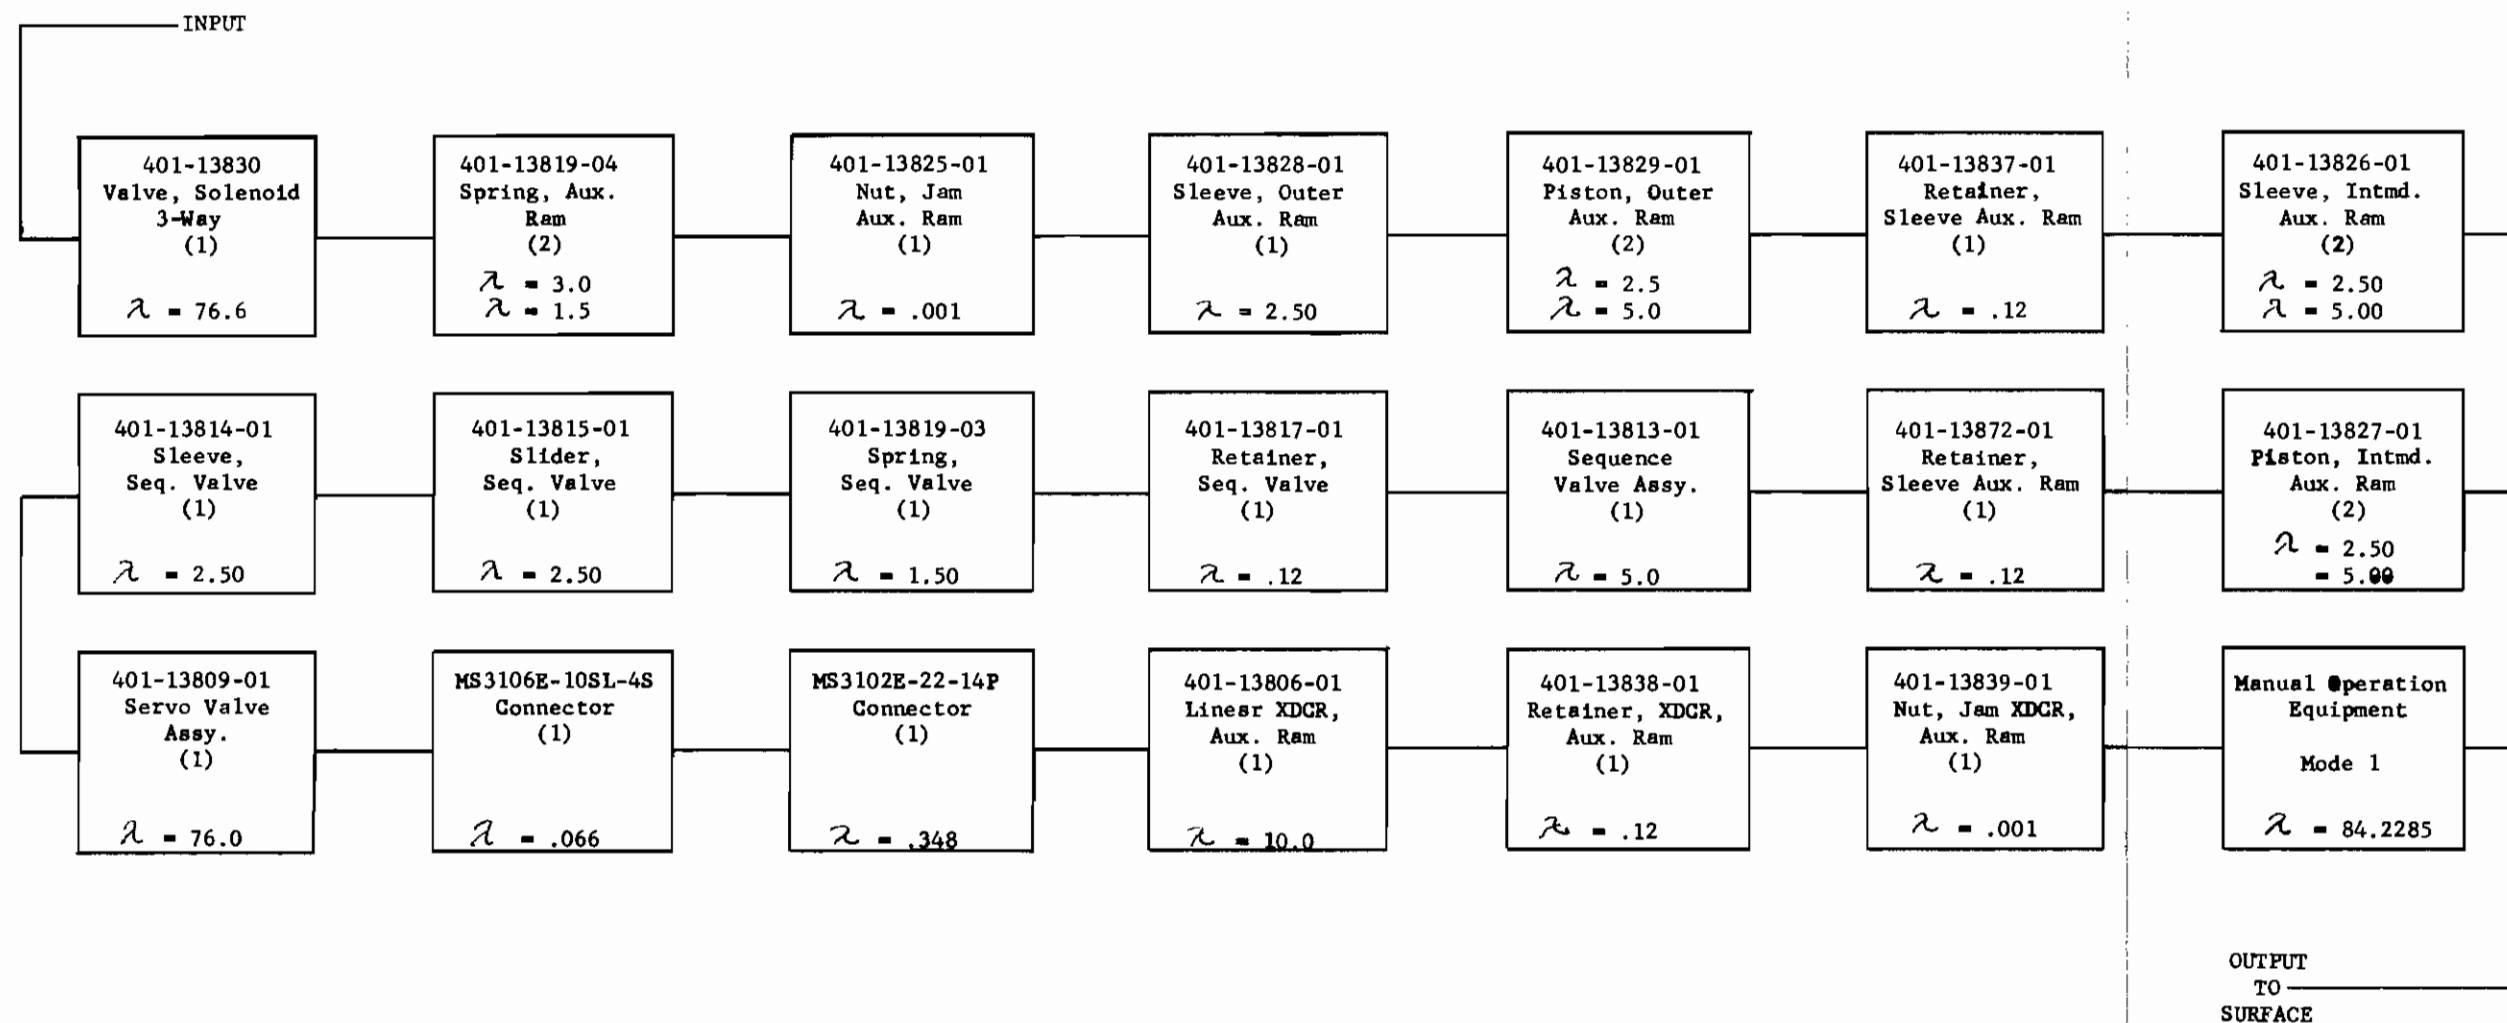 INPUT
401-13830
Valve, Solenoid
3-Way
(1)
λ = 76.6
401-13819-04
Spring, Aux.
Ram
(2)
λ = 3.0
λ = 1.5
401-13825-01
Nut, Jam
Aux. Ram
(1)
λ = .001
401-13828-01
Sleeve, Outer
Aux. Ram
(1)
λ = 2.50
401-13829-01
Piston, Outer
Aux. Ram
(2)
λ = 2.5
λ = 5.0
401-13837-01
Retainer,
Sleeve Aux. Ram
(1)
λ = .12
401-13826-01
Sleeve, Intmd.
Aux. Ram
(2)
λ = 2.50
λ = 5.00
401-13814-01
Sleeve,
Seq. Valve
(1)
λ = 2.50
401-13815-01
Slider,
Seq. Valve
(1)
λ = 2.50
401-13819-03
Spring,
Seq. Valve
(1)
λ = 1.50
401-13817-01
Retainer,
Seq. Valve
(1)
λ = .12
401-13813-01
Sequence
Valve Assy.
(1)
λ = 5.0
401-13872-01
Retainer,
Sleeve Aux. Ram
(1)
λ = .12
401-13827-01
Piston, Intmd.
Aux. Ram
(2)
λ = 2.50
= 5.00
401-13809-01
Servo Valve
Assy.
(1)
λ = 76.0
MS3106E-10SL-4S
Connector
(1)
λ = .066
MS3102E-22-14P
Connector
(1)
λ = .348
401-13806-01
Linear XDCR,
Aux. Ram
(1)
λ = 10.0
401-13838-01
Retainer, XDCR,
Aux. Ram
(1)
λ = .12
401-13839-01
Nut, Jam XDCR,
Aux. Ram
(1)
λ = .001
Manual Operation
Equipment
Mode 1
λ = 84.2285
OUTPUT
TO
SURFACE